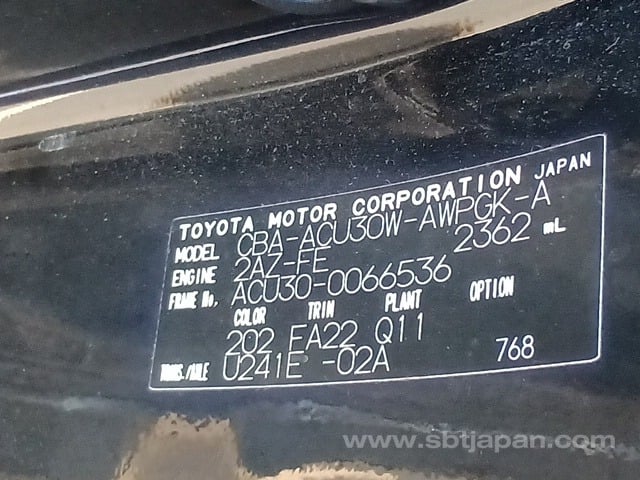 TOYOTA MOTOR CORPORATION JAPAN
MODEL CBA-ACU30W-AWPGK-A
ENGINE 2AZ-FE 2362 mL
FRAME No. ACU30-0066536
COLOR TRIM PLANT OPTION
202 EA22 Q11
TRANS./AXLE U241E -02A 768
www.sbtjapan.com